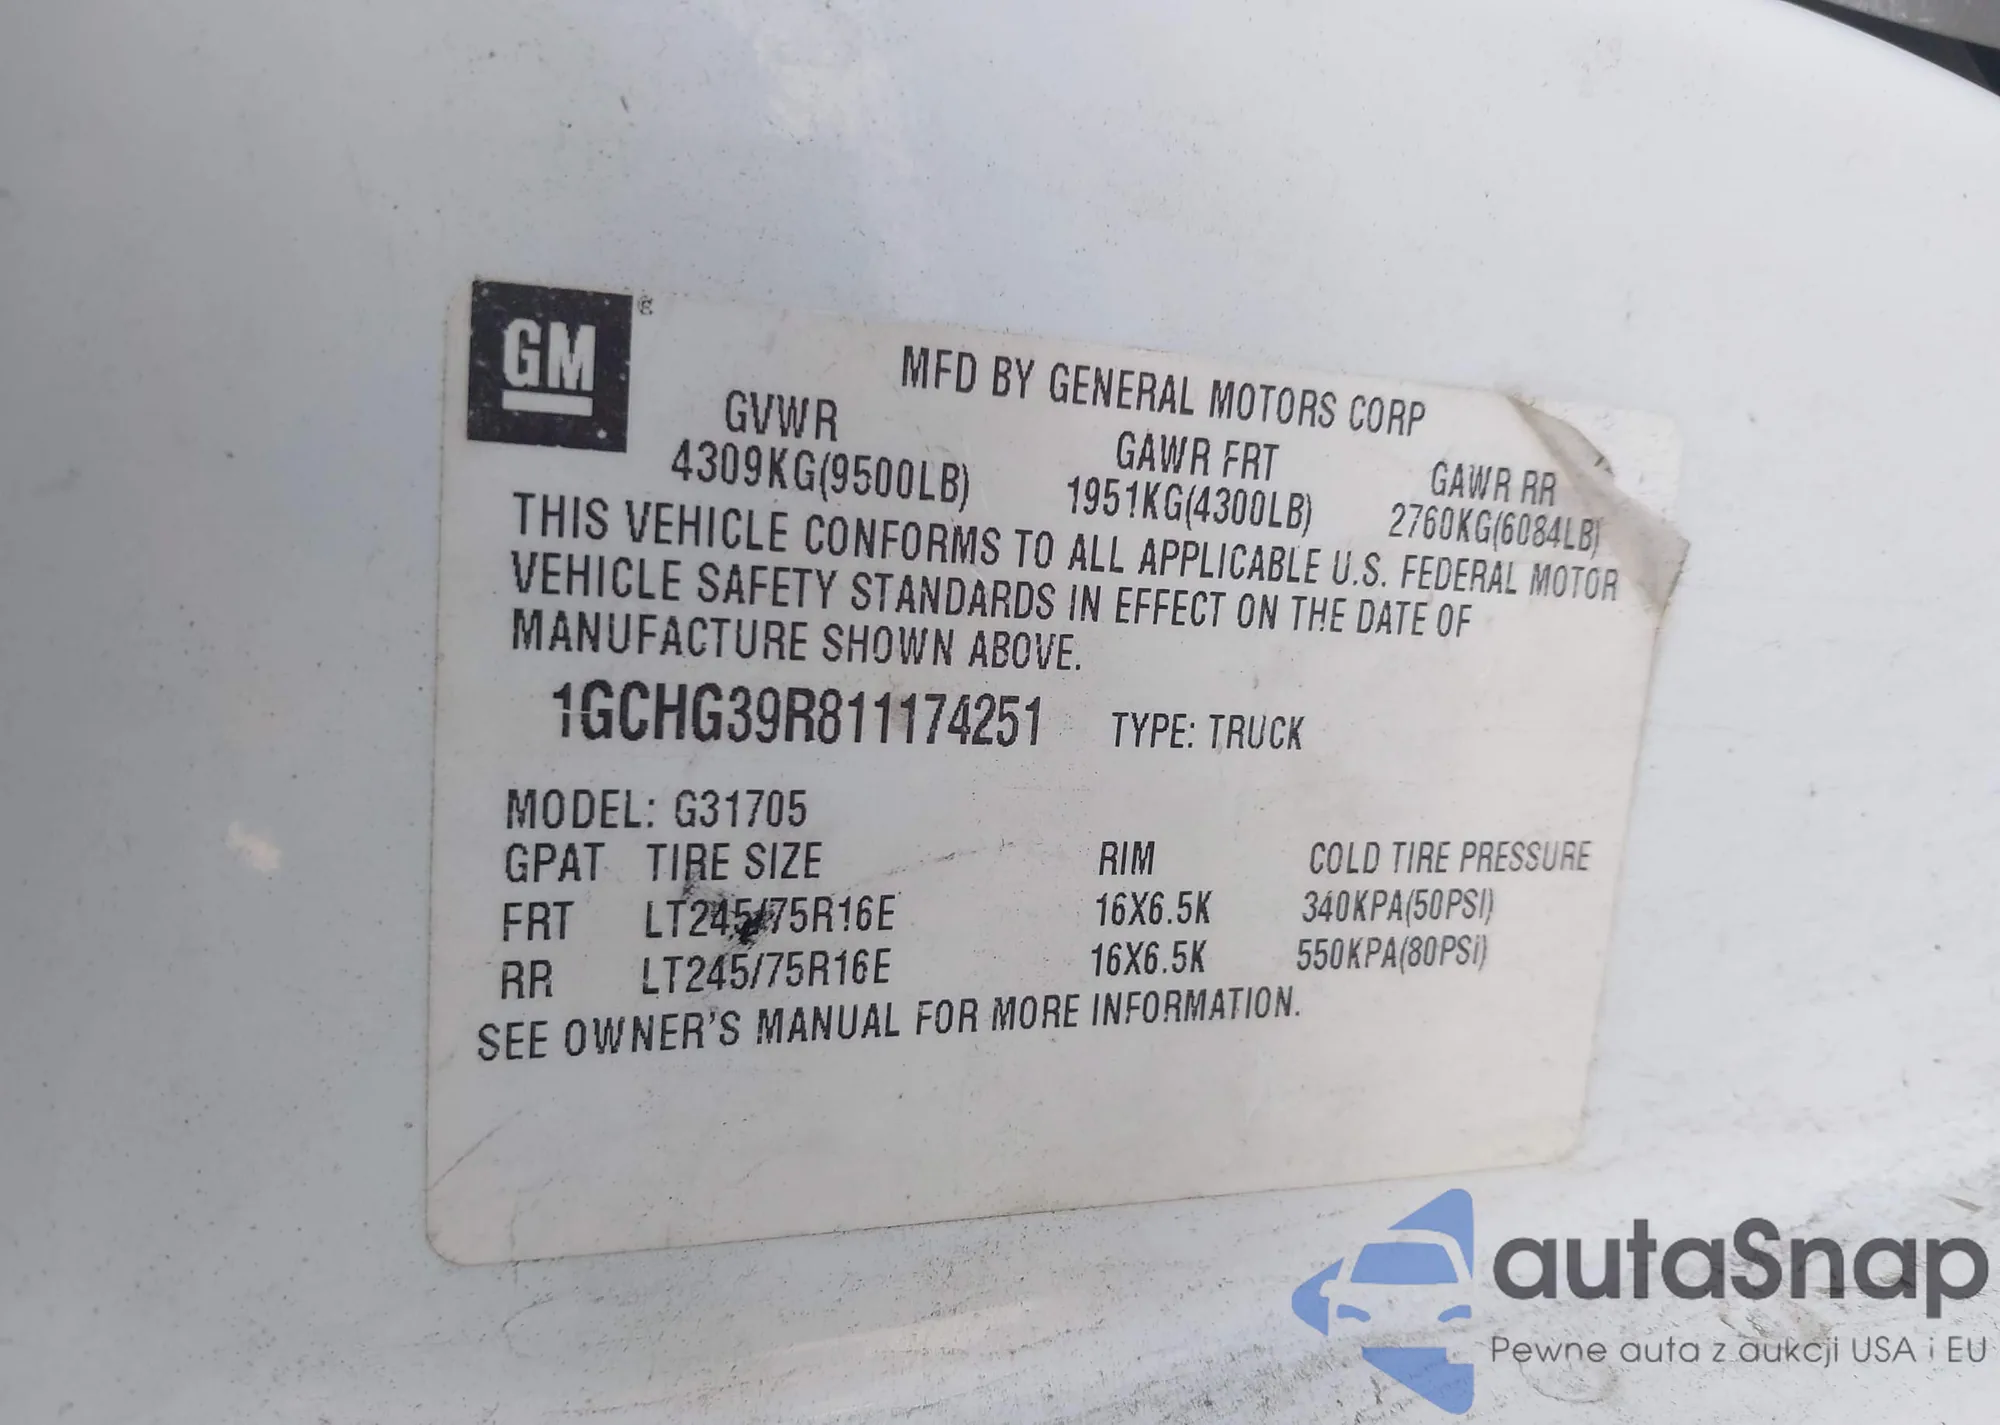 GM
MFD BY GENERAL MOTORS CORP
GVWR GAWR FRT GAWR RR
4309KG(9500LB) 1951KG(4300LB) 2760KG(6084LB)
THIS VEHICLE CONFORMS TO ALL APPLICABLE U.S. FEDERAL MOTOR
VEHICLE SAFETY STANDARDS IN EFFECT ON THE DATE OF
MANUFACTURE SHOWN ABOVE.
1GCHG39R811174251 TYPE: TRUCK
MODEL: G31705
GPAT TIRE SIZE RIM COLD TIRE PRESSURE
FRT LT245/75R16E 16X6.5K 340KPA(50PSI)
RR LT245/75R16E 16X6.5K 550KPA(80PSI)
SEE OWNER'S MANUAL FOR MORE INFORMATION.
autaSnap
Pewne auta z aukcji USA i EU